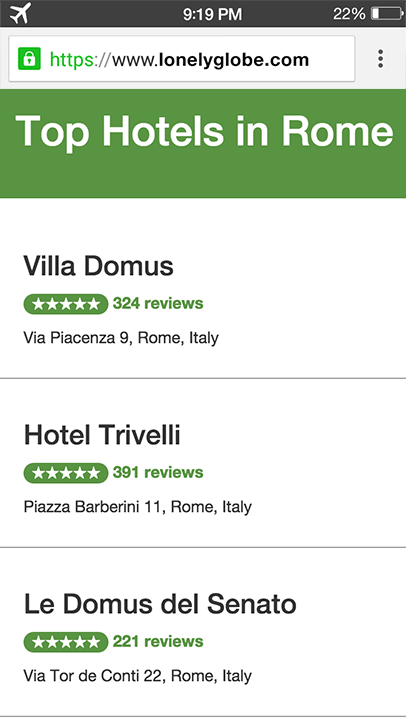 9:19 PM 22%
https://www.lonelyglobe.com
Top Hotels in Rome
Villa Domus
324 reviews
Via Piacenza 9, Rome, Italy
Hotel Trivelli
391 reviews
Piazza Barberini 11, Rome, Italy
Le Domus del Senato
221 reviews
Via Tor de Conti 22, Rome, Italy